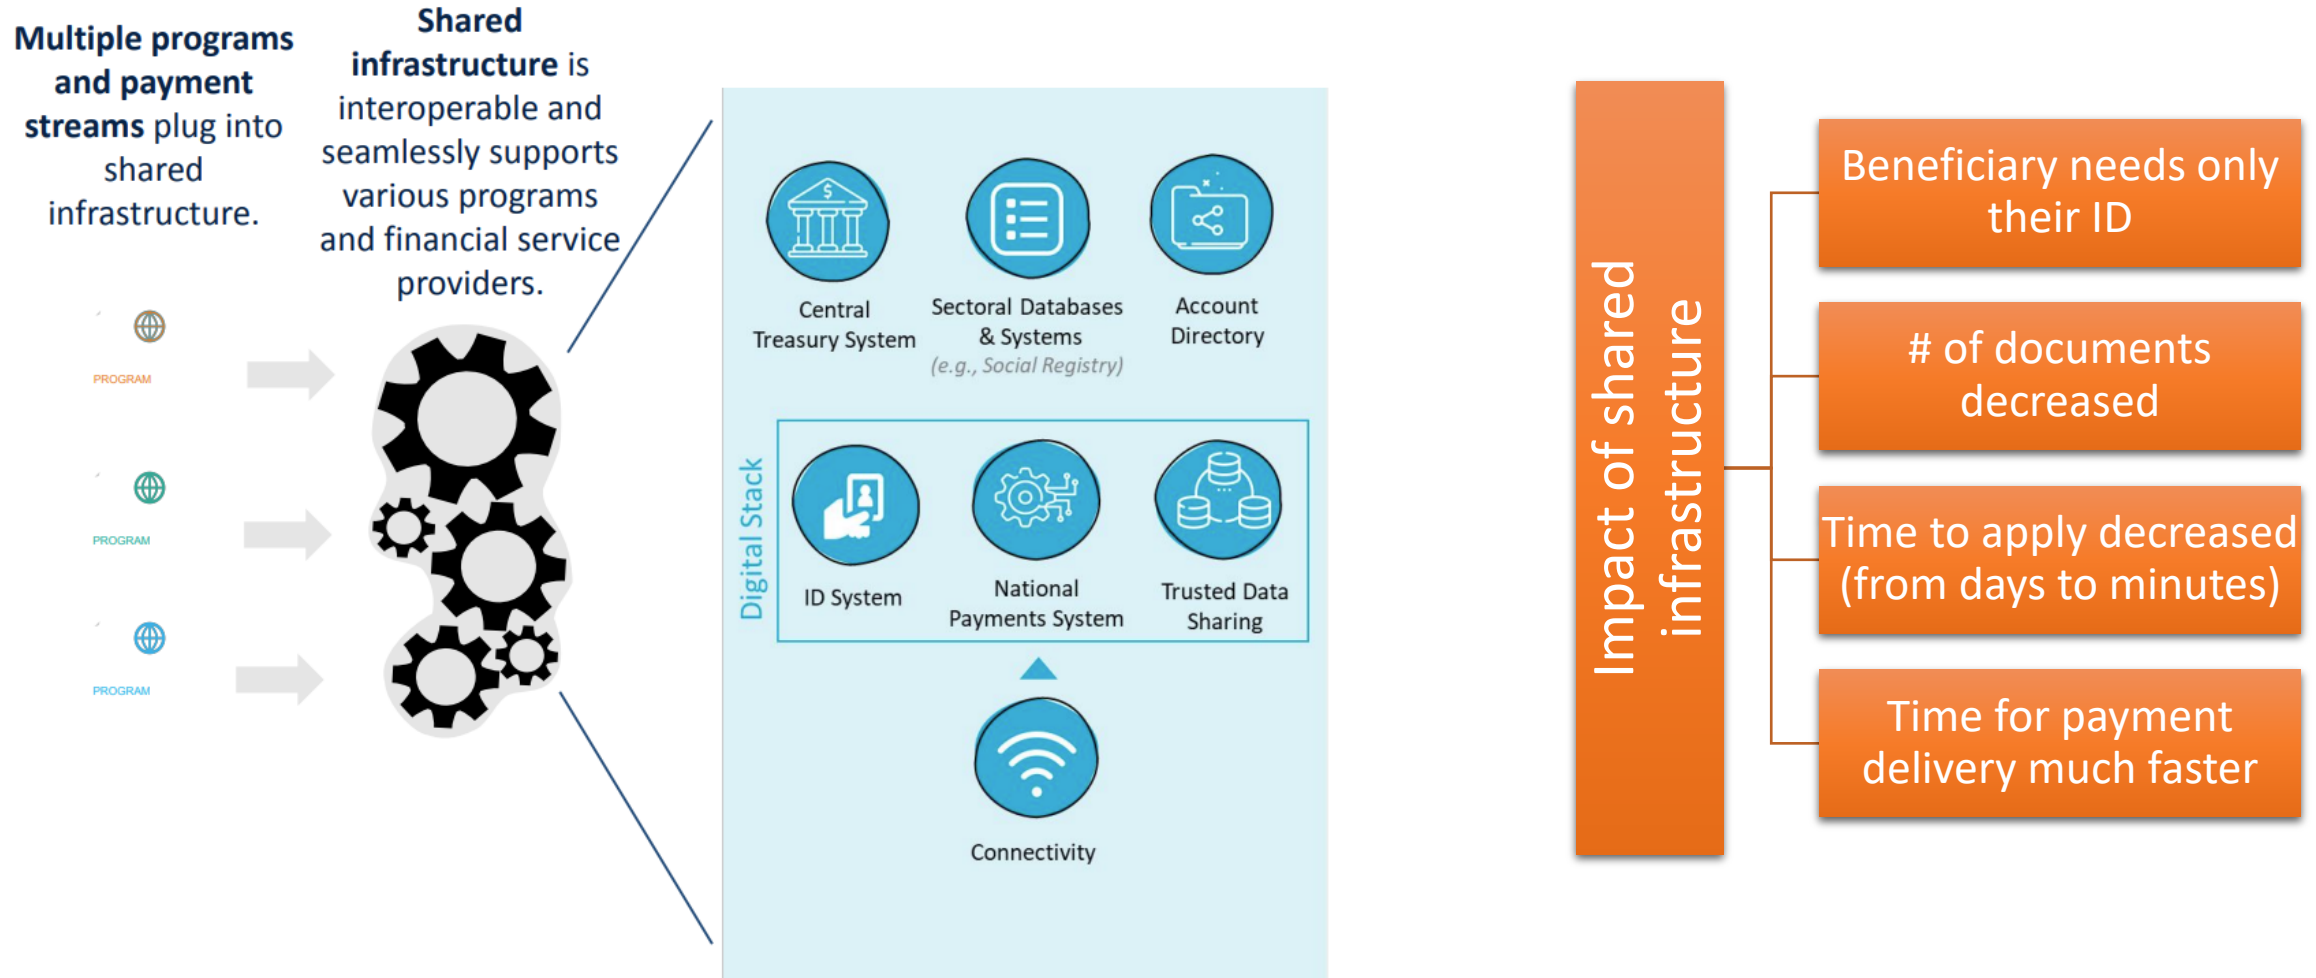 Multiple programs
and payment
streams plug into
shared
infrastructure.
Shared
infrastructure is
interoperable and
seamlessly supports
various programs
and financial service
providers.
PROGRAM
PROGRAM
PROGRAM
Central
Treasury System
Sectoral Databases
& Systems
(e.g., Social Registry)
Account
Directory
Digital Stack
ID System
National
Payments System
Trusted Data
Sharing
Connectivity
Impact of shared
infrastructure
Beneficiary needs only
their ID
# of documents
decreased
Time to apply decreased
(from days to minutes)
Time for payment
delivery much faster